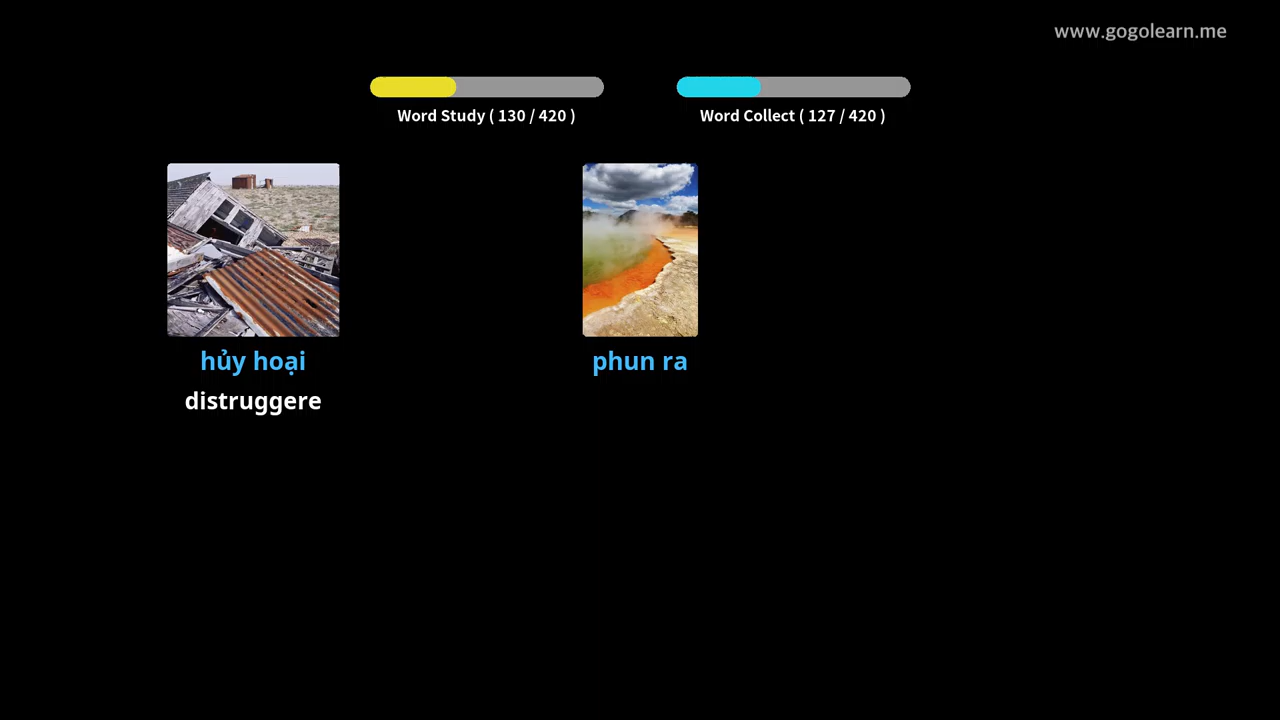 www.gogolearn.me
Word Study ( 130 / 420 )
Word Collect ( 127 / 420 )
hủy hoại
phun ra
distruggere